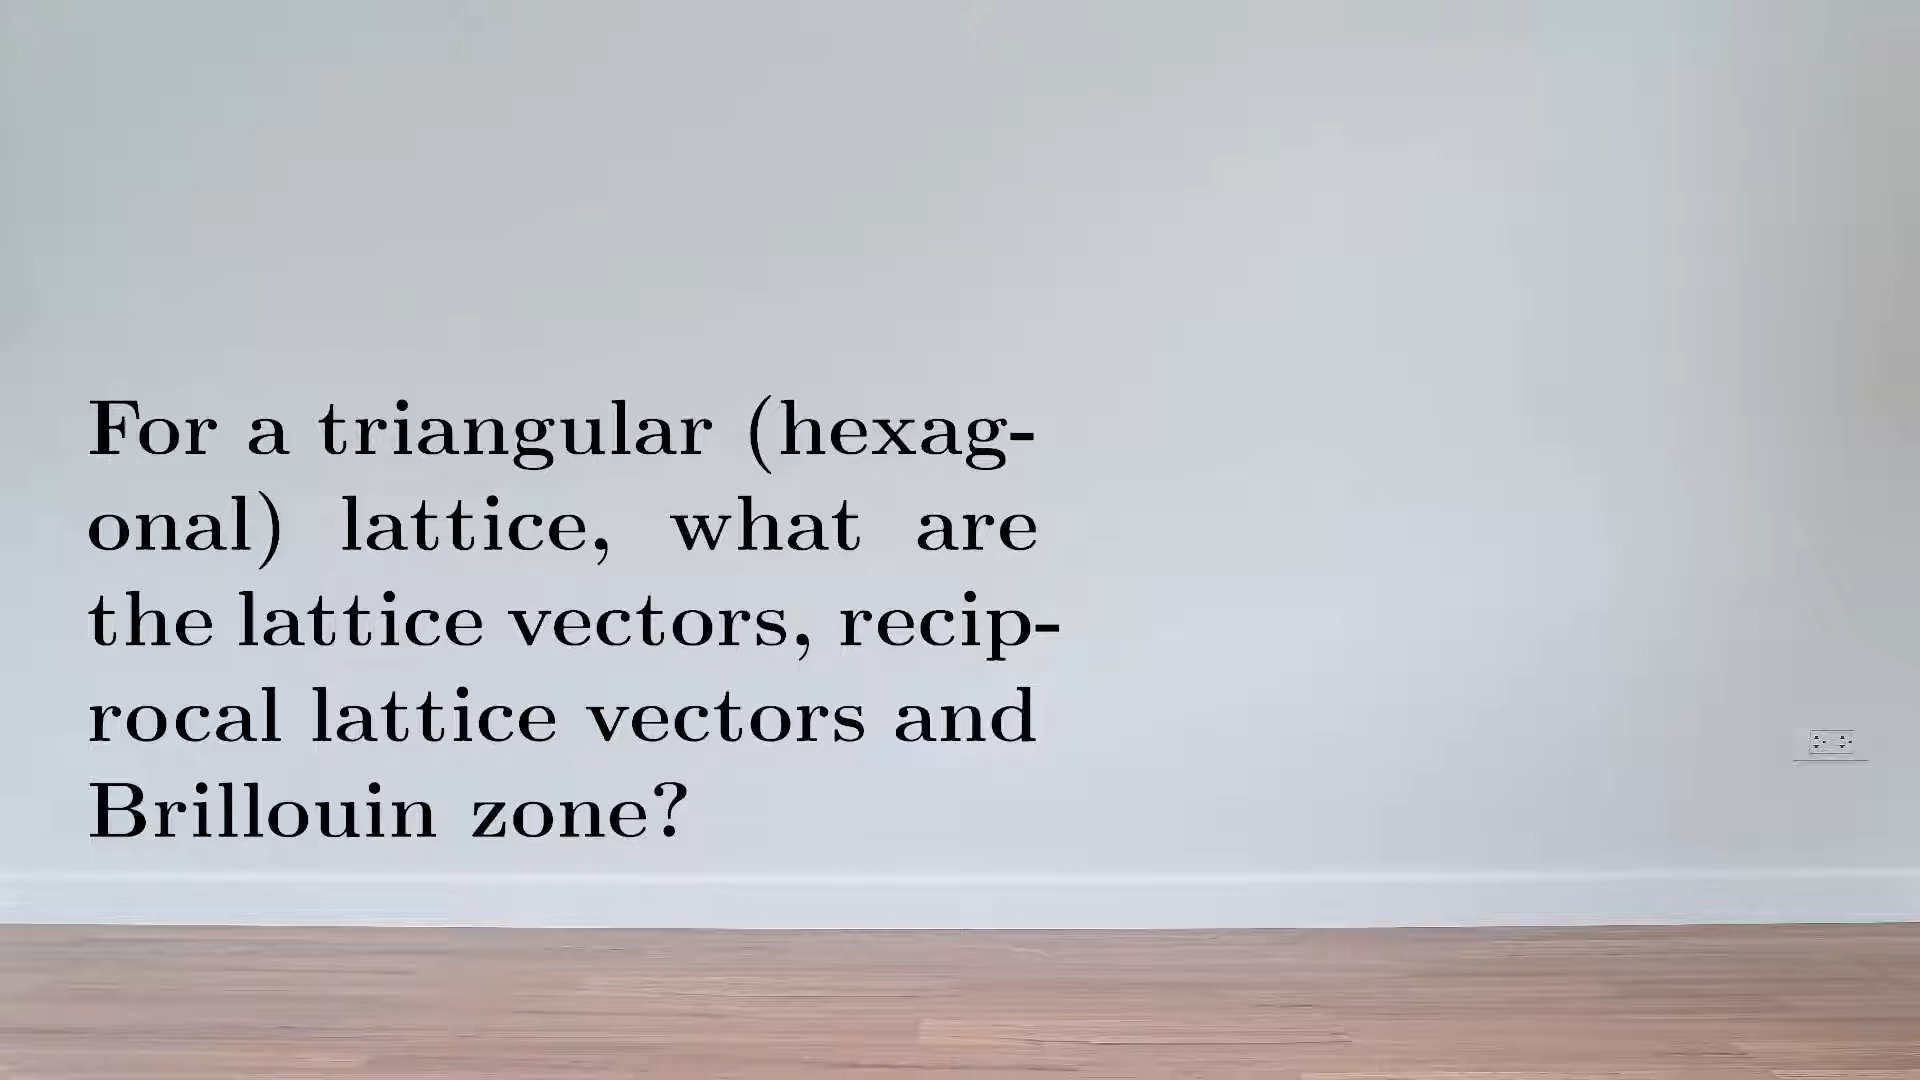 For a triangular (hexag-
onal) lattice, what are
the lattice vectors, recip-
rocal lattice vectors and
Brillouin zone?